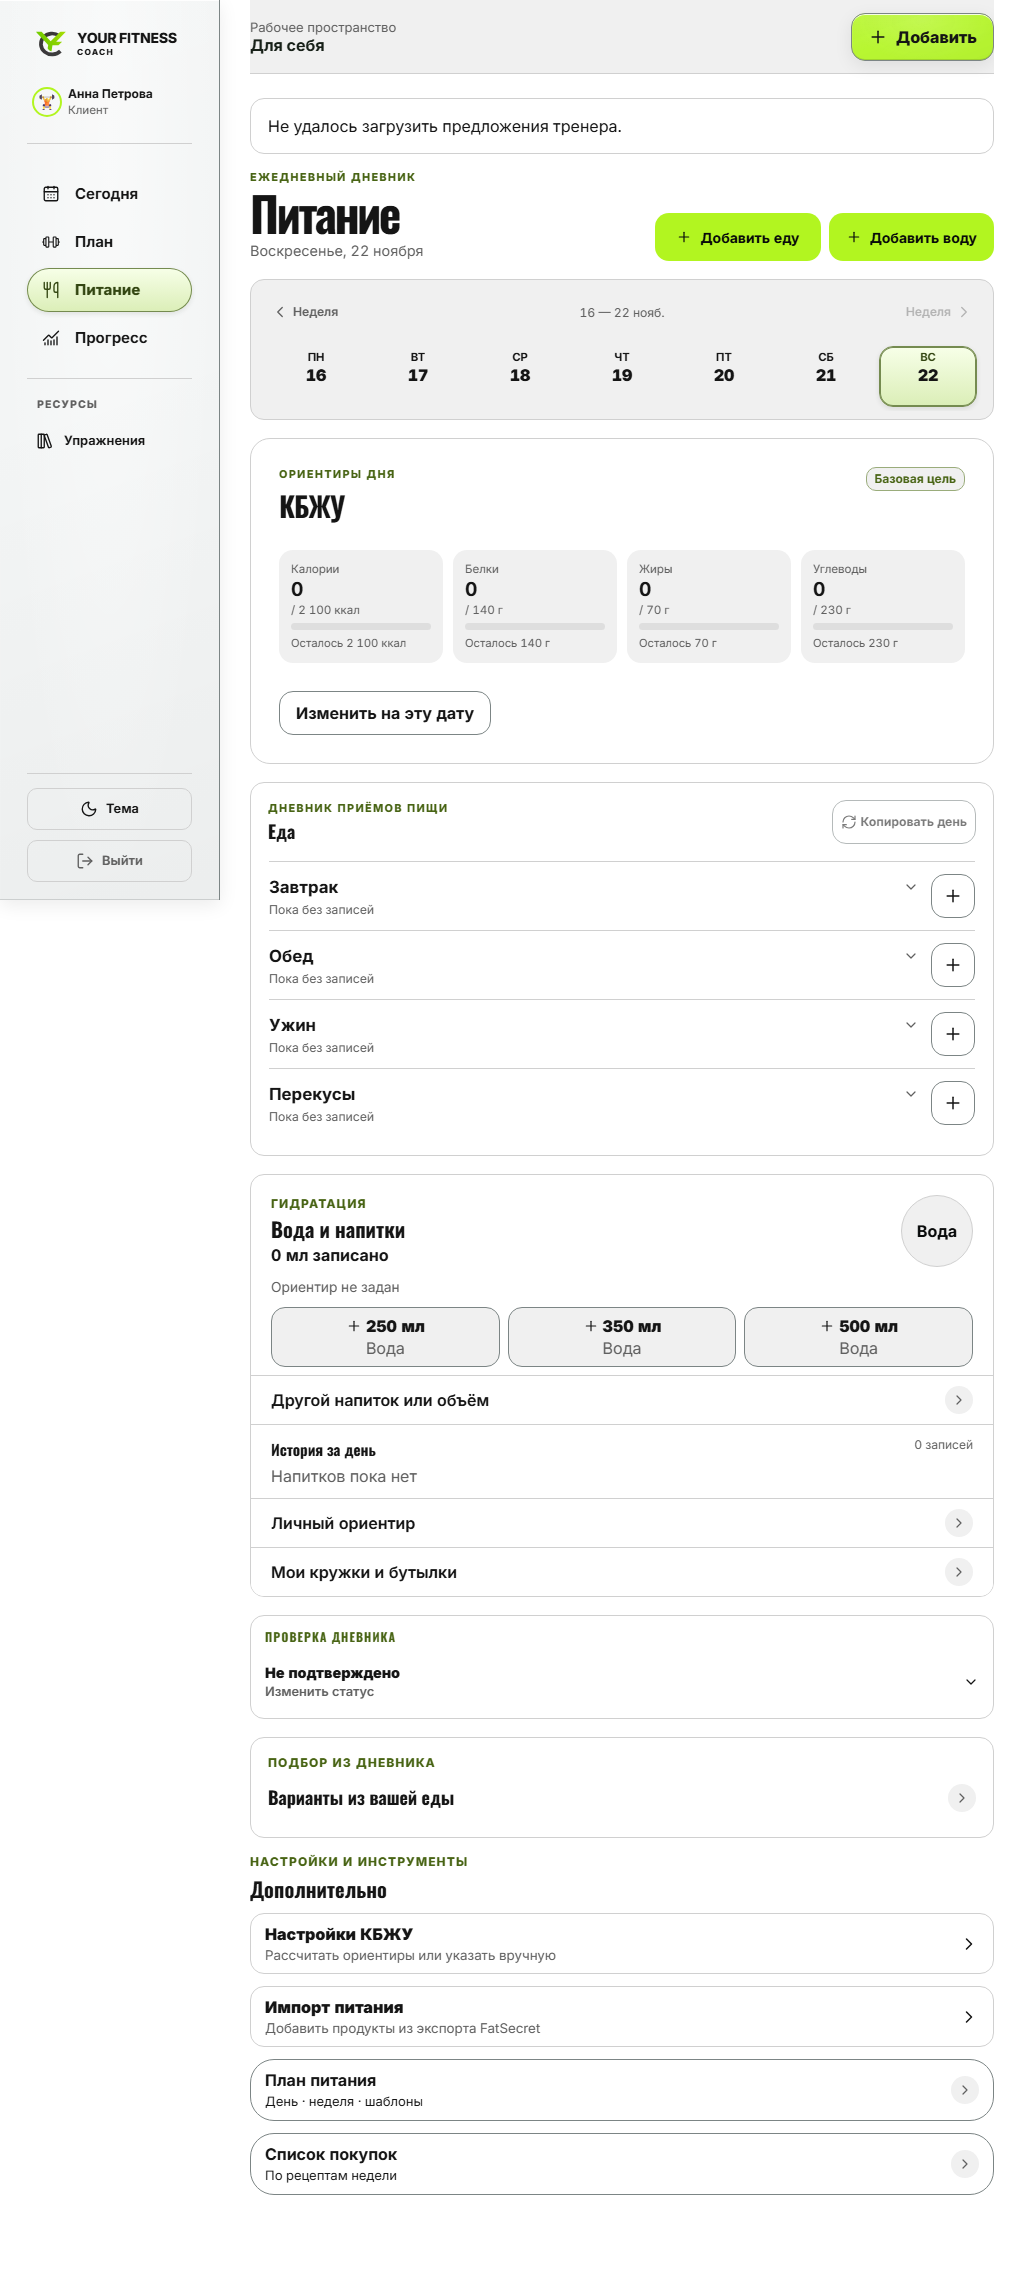 YOUR FITNESS
COACH
Анна Петрова
Клиент
Сегодня
План
Питание
Прогресс
РЕСУРСЫ
Упражнения
Тема
Выйти
Рабочее пространство
Для себя
Добавить
Не удалось загрузить предложения тренера.
ЕЖЕДНЕВНЫЙ ДНЕВНИК
Питание
Воскресенье, 22 ноября
Добавить еду
Добавить воду
Неделя
16 — 22 нояб.
Неделя
ПН ВТ СР ЧТ ПТ СБ ВС
16 17 18 19 20 21 22
ОРИЕНТИРЫ ДНЯ
КБЖУ
Базовая цель
Калории
0
/ 2 100 ккал
Осталось 2 100 ккал
Белки
0
/ 140 г
Осталось 140 г
Жиры
0
/ 70 г
Осталось 70 г
Углеводы
0
/ 230 г
Осталось 230 г
Изменить на эту дату
ДНЕВНИК ПРИЁМОВ ПИЩИ
Еда
Копировать день
Завтрак
Пока без записей
Обед
Пока без записей
Ужин
Пока без записей
Перекусы
Пока без записей
ГИДРАТАЦИЯ
Вода и напитки
0 мл записано
Ориентир не задан
Вода
+ 250 мл
Вода
+ 350 мл
Вода
+ 500 мл
Вода
Другой напиток или объём
История за день
0 записей
Напитков пока нет
Личный ориентир
Мои кружки и бутылки
ПРОВЕРКА ДНЕВНИКА
Не подтверждено
Изменить статус
ПОДБОР ИЗ ДНЕВНИКА
Варианты из вашей еды
НАСТРОЙКИ И ИНСТРУМЕНТЫ
Дополнительно
Настройки КБЖУ
Рассчитать ориентиры или указать вручную
Импорт питания
Добавить продукты из экспорта FatSecret
План питания
День · неделя · шаблоны
Список покупок
По рецептам недели